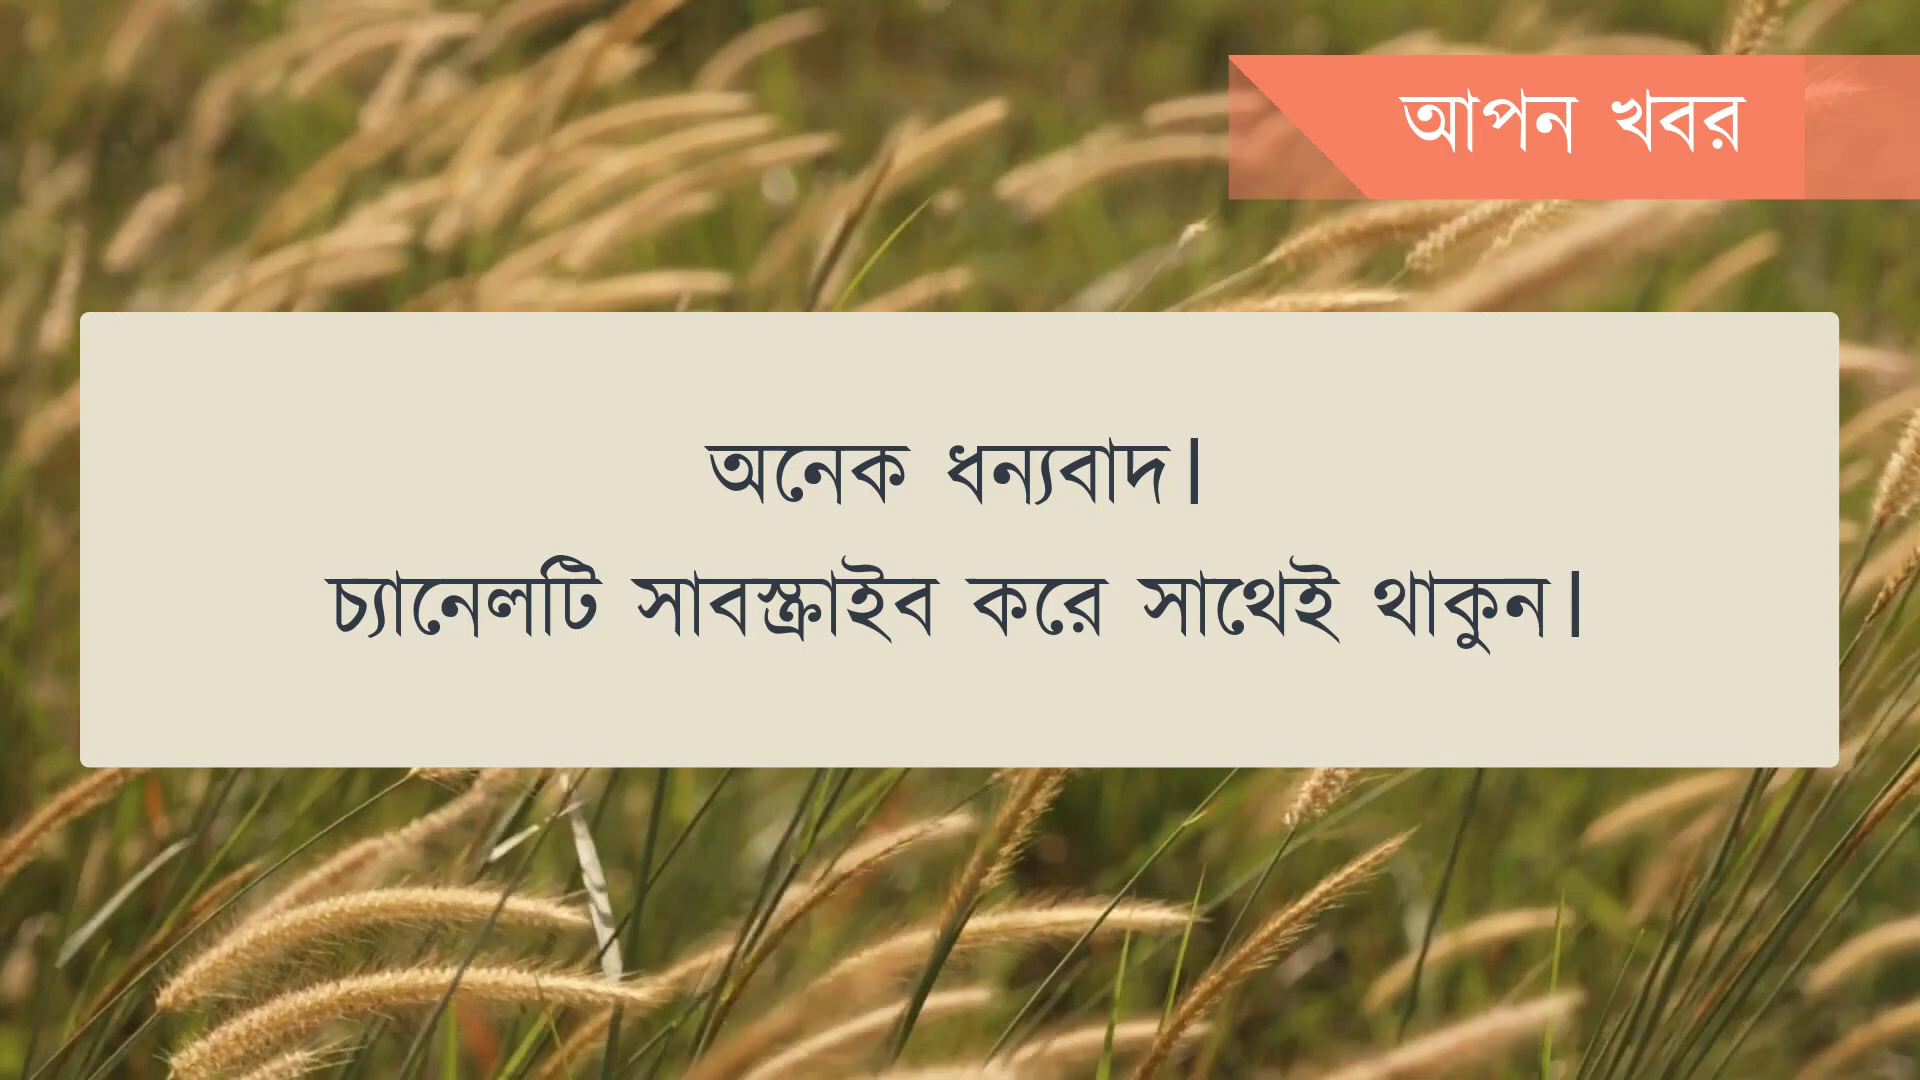 আপন খবর
অনেক ধন্যবাদ।
চ্যানেলটি সাবস্ক্রাইব করে সাথেই থাকুন।